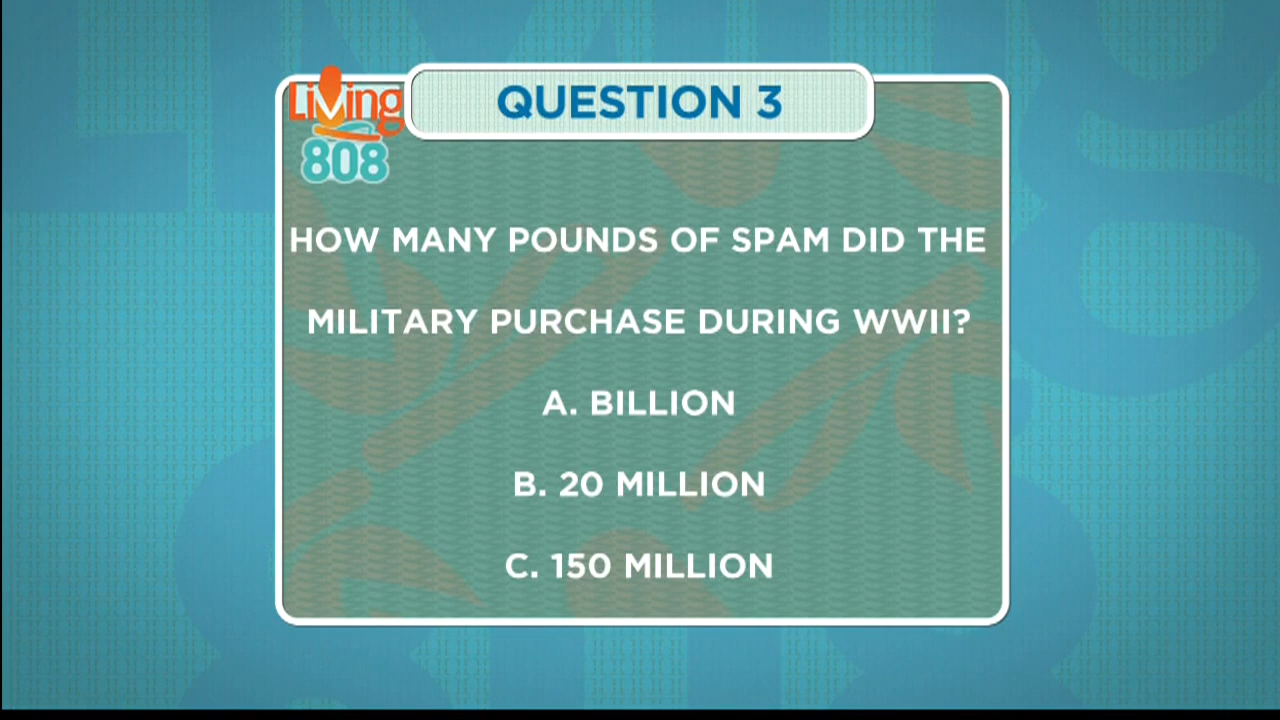 Living
808
QUESTION 3
HOW MANY POUNDS OF SPAM DID THE
MILITARY PURCHASE DURING WWII?
A. BILLION
B. 20 MILLION
C. 150 MILLION